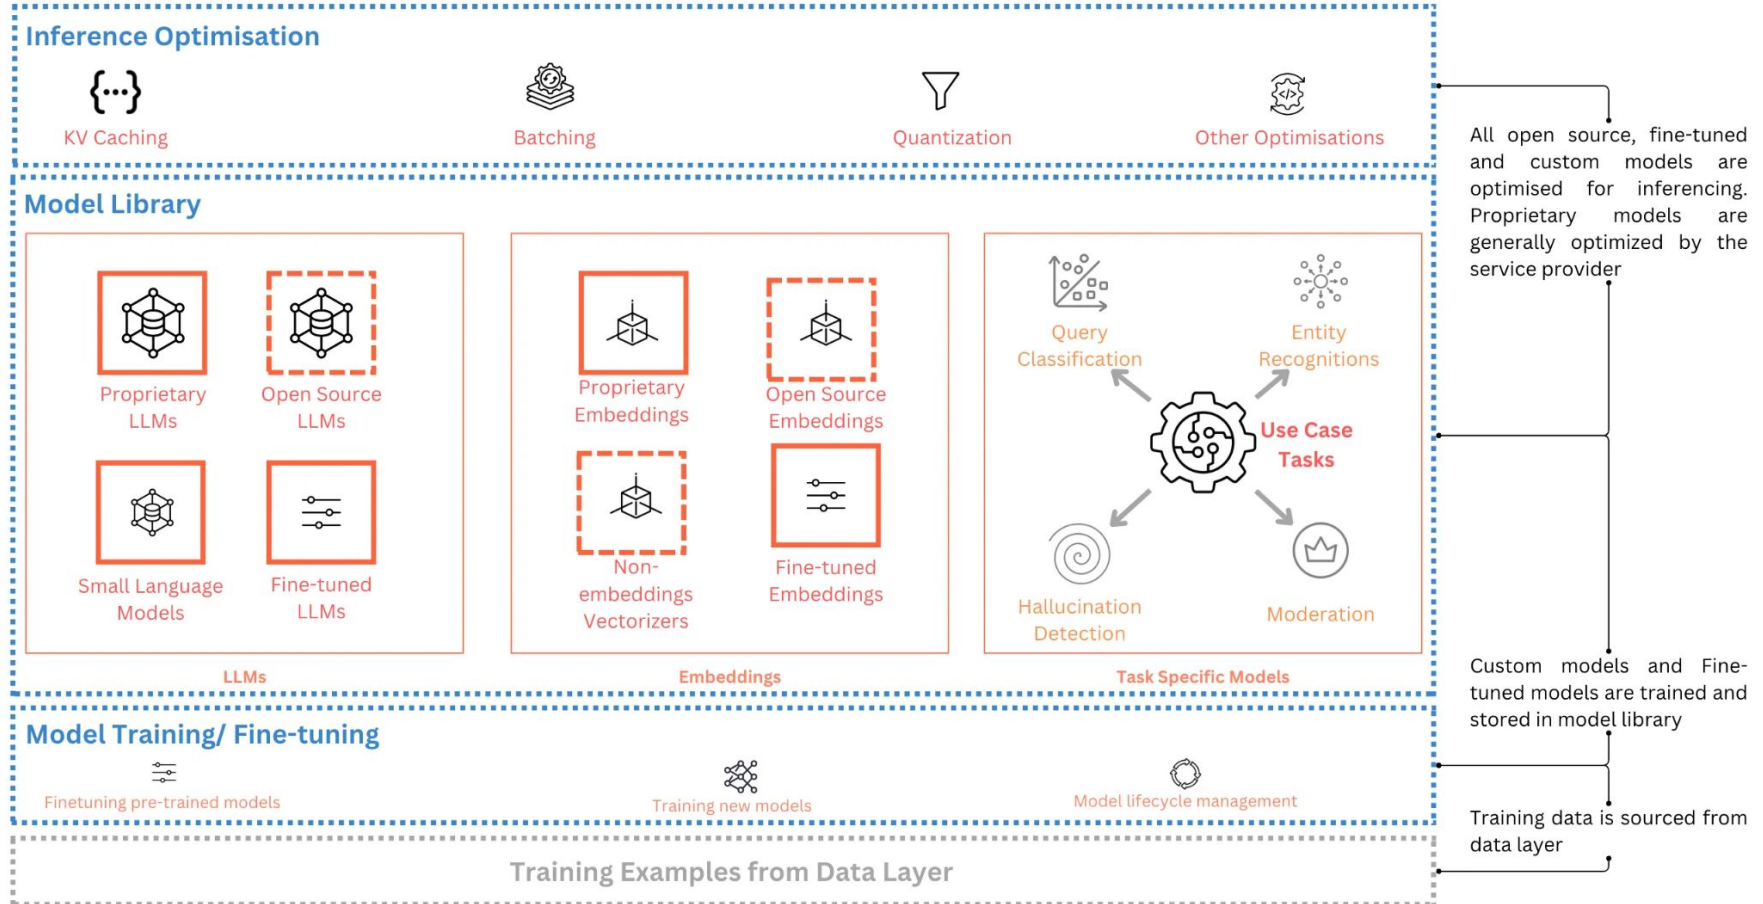 Inference Optimisation
{...}
KV Caching
Batching
Quantization
</>
Other Optimisations
All open source, fine-tuned
and custom models are
optimised for inferencing.
Proprietary models are
generally optimized by the
service provider
Model Library
Proprietary
LLMs
Open Source
LLMs
Small Language
Models
Fine-tuned
LLMs
LLMs
Proprietary
Embeddings
Open Source
Embeddings
Non-
embeddings
Vectorizers
Fine-tuned
Embeddings
Embeddings
Query
Classification
Entity
Recognitions
Use Case
Tasks
Hallucination
Detection
Moderation
Task Specific Models
Custom models and Fine-
tuned models are trained and
stored in model library
Model Training/ Fine-tuning
Finetuning pre-trained models
Training new models
Model lifecycle management
Training data is sourced from
data layer
Training Examples from Data Layer